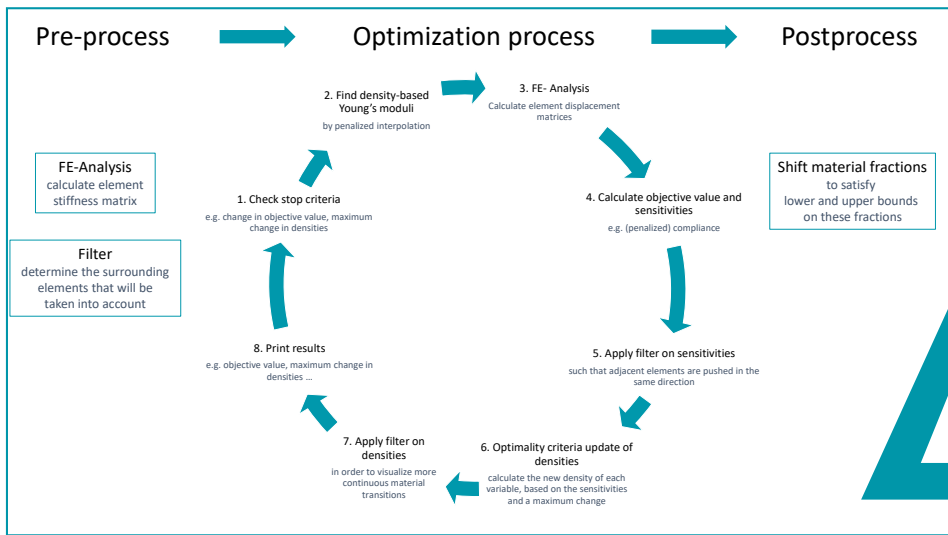 Pre-process
Optimization process
Postprocess
FE-Analysis
calculate element
stiffness matrix
Filter
determine the surrounding
elements that will be
taken into account
1. Check stop criteria
e.g. change in objective value, maximum
change in densities
2. Find density-based
Young's moduli
by penalized interpolation
3. FE- Analysis
Calculate element displacement
matrices
4. Calculate objective value and
sensitivities
e.g. (penalized) compliance
5. Apply filter on sensitivities
such that adjacent elements are pushed in the
same direction
6. Optimality criteria update of
densities
calculate the new density of each
variable, based on the sensitivities
and a maximum change
7. Apply filter on
densities
in order to visualize more
continuous material
transitions
8. Print results
e.g. objective value, maximum change in
densities …
Shift material fractions
to satisfy
lower and upper bounds
on these fractions